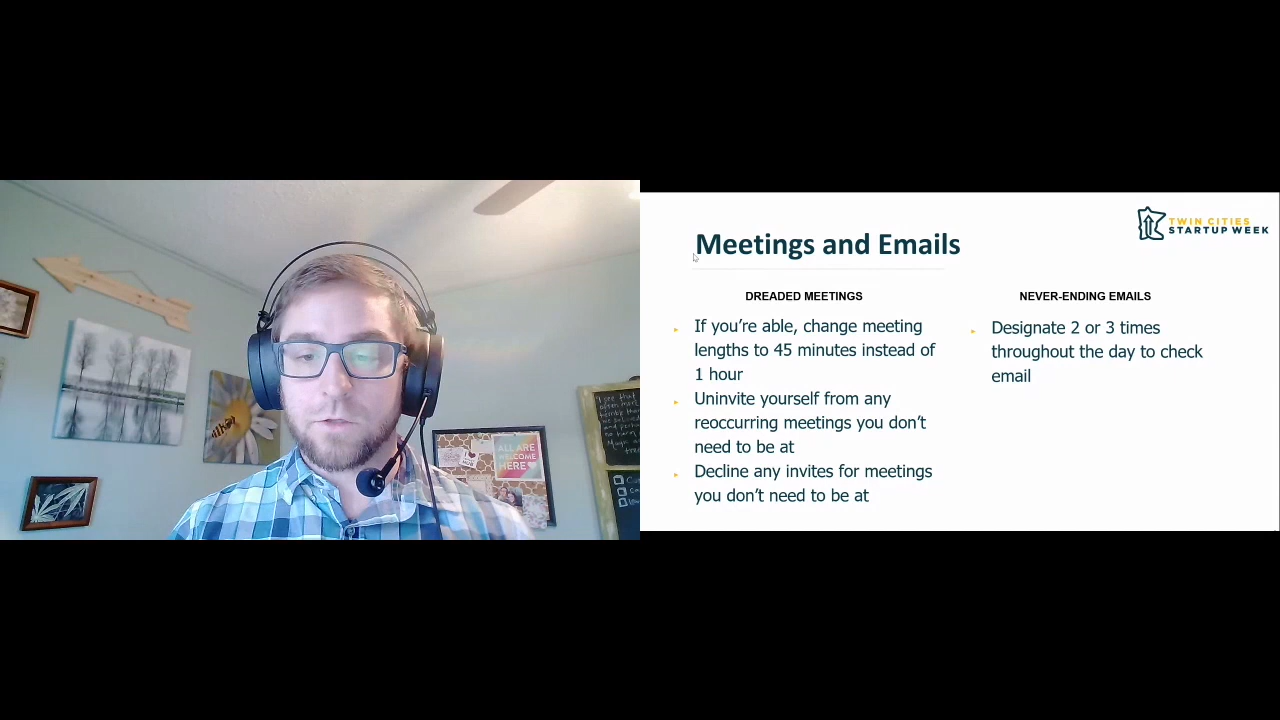 TWIN CITIES
STARTUP WEEK
Meetings and Emails
DREADED MEETINGS
If you’re able, change meeting
lengths to 45 minutes instead of
1 hour
Uninvite yourself from any
reoccurring meetings you don’t
need to be at
Decline any invites for meetings
you don’t need to be at
NEVER-ENDING EMAILS
Designate 2 or 3 times
throughout the day to check
email
ALL ARE
WELCOME
HERE